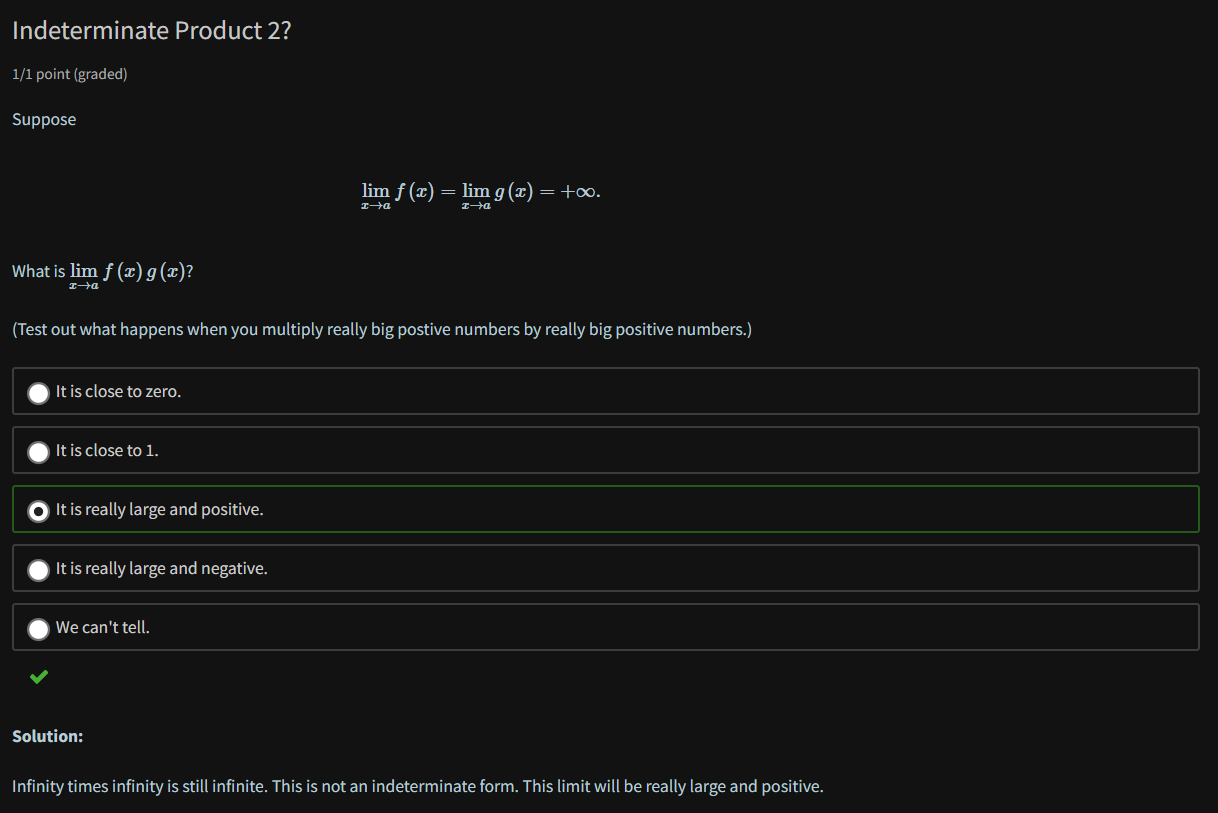 Indeterminate Product 2?
1/1 point (graded)
Suppose
lim x→a f (x) = lim x→a g (x) = +∞.
What is lim x→a f (x) g (x)?
(Test out what happens when you multiply really big postive numbers by really big positive numbers.)
It is close to zero.
It is close to 1.
It is really large and positive.
It is really large and negative.
We can't tell.
Solution:
Infinity times infinity is still infinite. This is not an indeterminate form. This limit will be really large and positive.